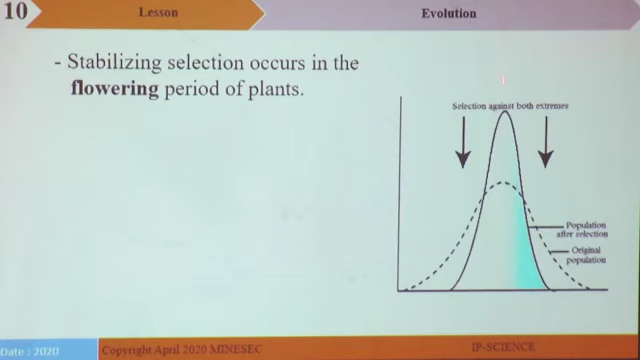 10
Lesson
Evolution
- Stabilizing selection occurs in the
flowering period of plants.
Selection against both extremes
Population
after selection
Original
population
Date : 2020
Copyright April 2020 MINESEC
IP-SCIENCE